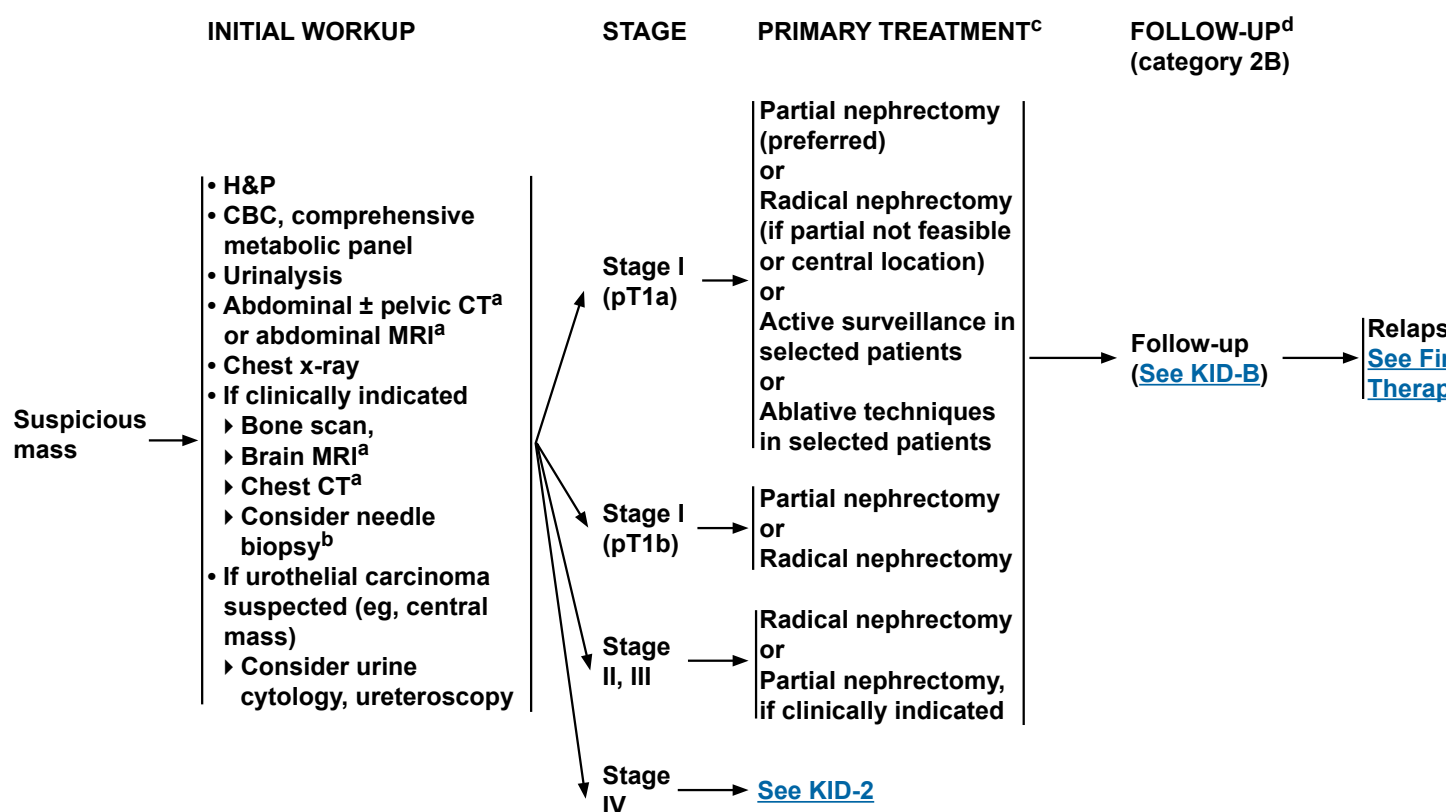 INITIAL WORKUP
STAGE
PRIMARY TREATMENTc
FOLLOW-UPd
(category 2B)
Suspicious
mass
• H&P
• CBC, comprehensive
metabolic panel
• Urinalysis
• Abdominal ± pelvic CTa
or abdominal MRIa
• Chest x-ray
• If clinically indicated
Bone scan,
Brain MRIa
Chest CTa
Consider needle
biopsyb
• If urothelial carcinoma
suspected (eg, central
mass)
Consider urine
cytology, ureteroscopy
Stage I
(pT1a)
Partial nephrectomy
(preferred)
or
Radical nephrectomy
(if partial not feasible
or central location)
or
Active surveillance in
selected patients
or
Ablative techniques
in selected patients
Stage I
(pT1b)
Partial nephrectomy
or
Radical nephrectomy
Stage
II, III
Radical nephrectomy
or
Partial nephrectomy,
if clinically indicated
Stage
IV
See KID-2
Follow-up
(See KID-B)
See